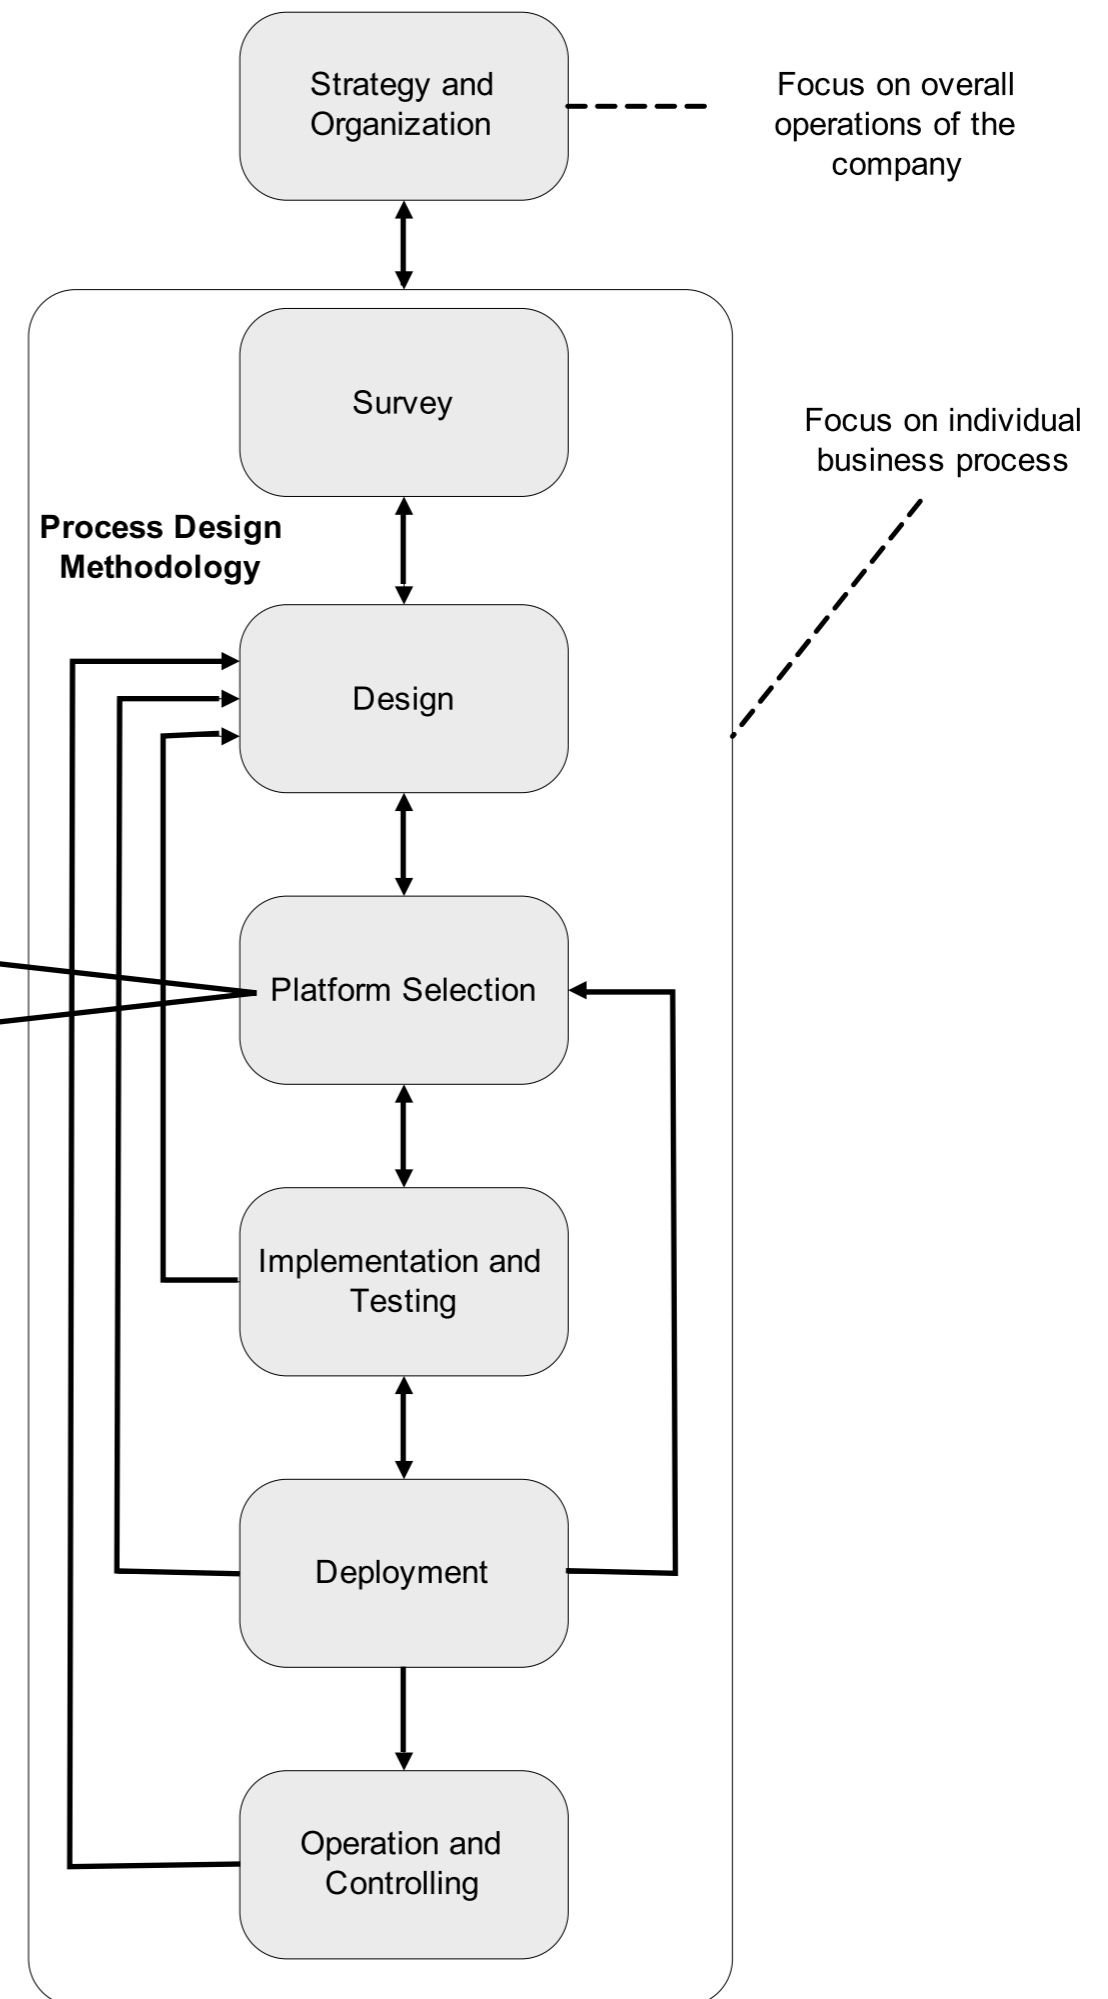 Strategy and
Organization
Focus on overall
operations of the
company
Survey
Focus on individual
business process
Process Design
Methodology
Design
Platform Selection
Implementation and
Testing
Deployment
Operation and
Controlling